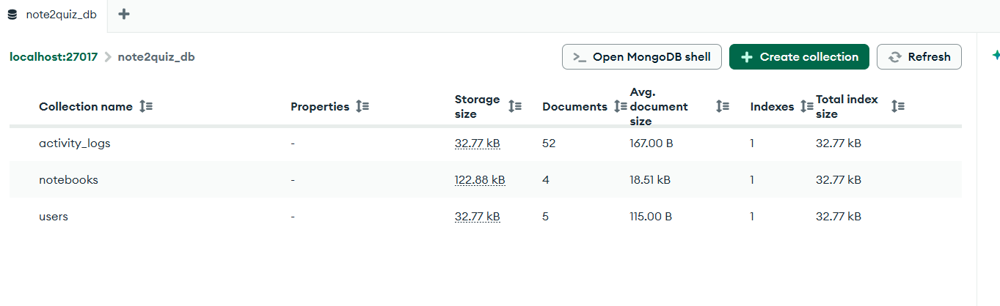 note2quiz_db
localhost:27017 note2quiz_db
>_ Open MongoDB shell Create collection Refresh
Collection name Properties Storage size Documents Avg. document size Indexes Total index size
activity_logs - 32.77 kB 52 167.00 B 1 32.77 kB
notebooks - 122.88 kB 4 18.51 kB 1 32.77 kB
users - 32.77 kB 5 115.00 B 1 32.77 kB